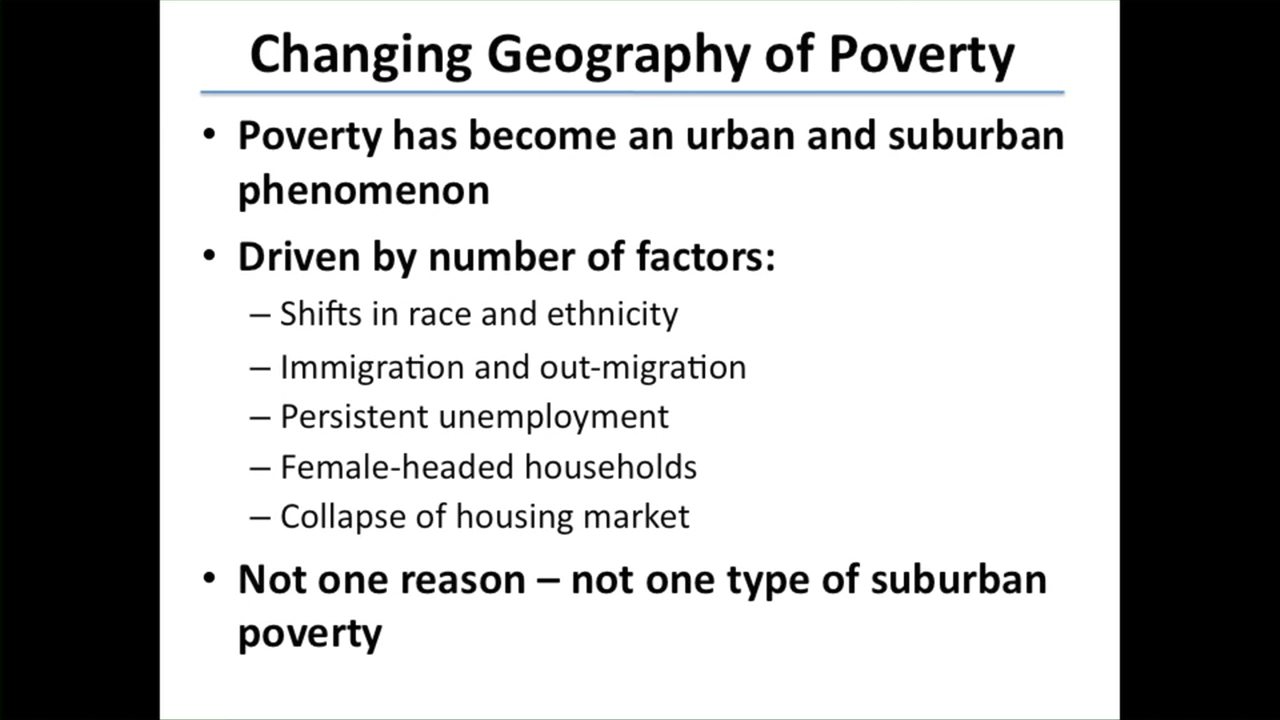 Changing Geography of Poverty
• Poverty has become an urban and suburban
phenomenon
• Driven by number of factors:
– Shifts in race and ethnicity
– Immigration and out-migration
– Persistent unemployment
– Female-headed households
– Collapse of housing market
• Not one reason – not one type of suburban
poverty